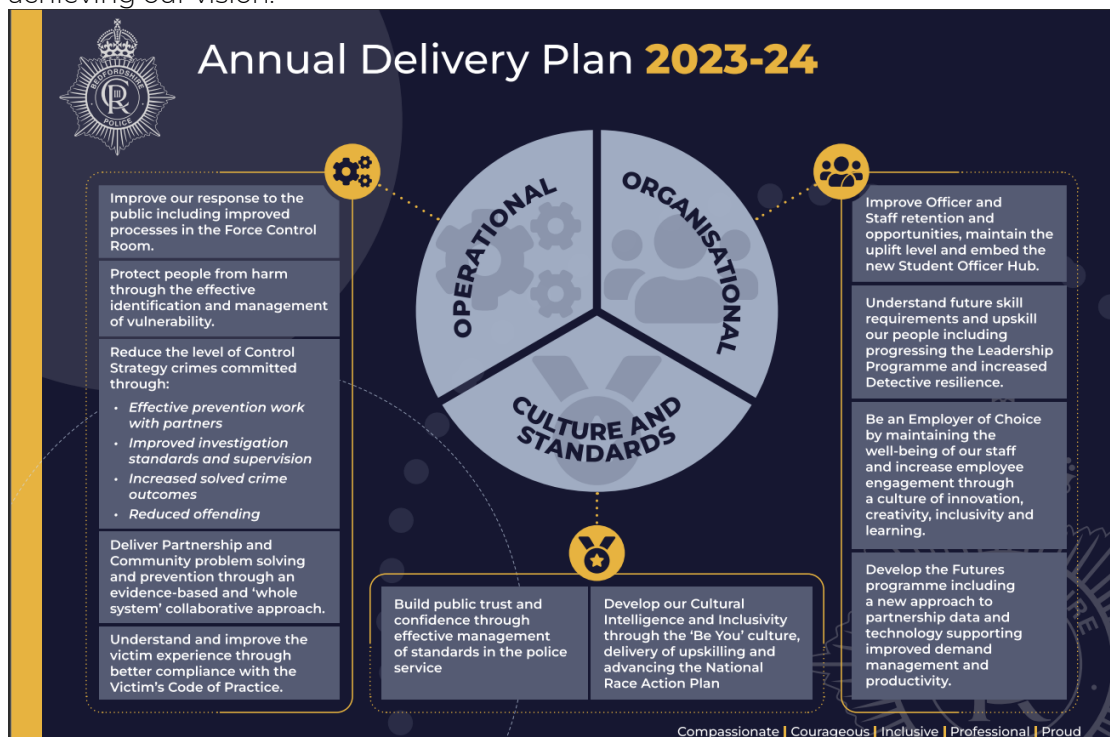 achieving our vision.
Annual Delivery Plan 2023-24
BEDFORDSHIRE
CR
III
POLICE
OPERATIONAL
ORGANISATIONAL
CULTURE AND
STANDARDS
Improve our response to the
public including improved
processes in the Force Control
Room.
Protect people from harm
through the effective
identification and management
of vulnerability.
Reduce the level of Control
Strategy crimes committed
through:
• Effective prevention work
with partners
• Improved investigation
standards and supervision
• Increased solved crime
outcomes
• Reduced offending
Deliver Partnership and
Community problem solving
and prevention through an
evidence-based and ‘whole
system’ collaborative approach.
Understand and improve the
victim experience through
better compliance with the
Victim’s Code of Practice.
Build public trust and
confidence through
effective management
of standards in the police
service
Develop our Cultural
Intelligence and Inclusivity
through the ‘Be You’ culture,
delivery of upskilling and
advancing the National
Race Action Plan
Improve Officer and
Staff retention and
opportunities, maintain the
uplift level and embed the
new Student Officer Hub.
Understand future skill
requirements and upskill
our people including
progressing the Leadership
Programme and increased
Detective resilience.
Be an Employer of Choice
by maintaining the
well-being of our staff
and increase employee
engagement through
a culture of innovation,
creativity, inclusivity and
learning.
Develop the Futures
programme including
a new approach to
partnership data and
technology supporting
improved demand
management and
productivity.
Compassionate | Courageous | Inclusive | Professional | Proud